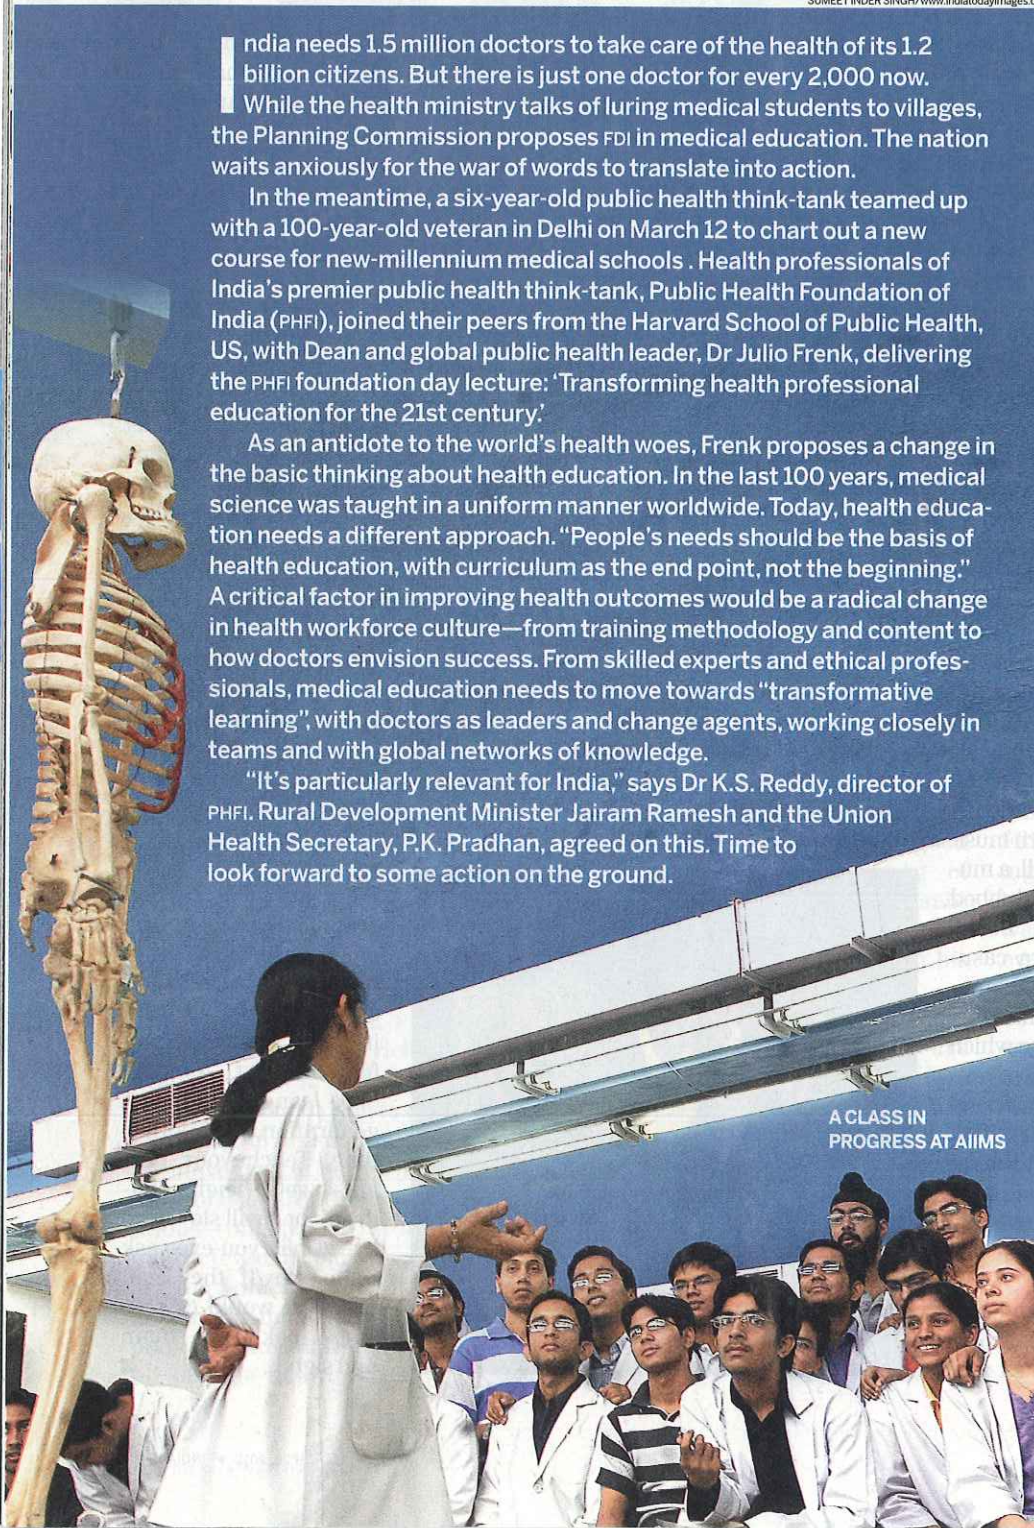 SUMEET INDER SINGH/www.indiatodayimages.c
India needs 1.5 million doctors to take care of the health of its 1.2
billion citizens. But there is just one doctor for every 2,000 now.
While the health ministry talks of luring medical students to villages,
the Planning Commission proposes FDI in medical education. The nation
waits anxiously for the war of words to translate into action.
In the meantime, a six-year-old public health think-tank teamed up
with a 100-year-old veteran in Delhi on March 12 to chart out a new
course for new-millennium medical schools . Health professionals of
India's premier public health think-tank, Public Health Foundation of
India (PHFI), joined their peers from the Harvard School of Public Health,
US, with Dean and global public health leader, Dr Julio Frenk, delivering
the PHFI foundation day lecture: 'Transforming health professional
education for the 21st century.'
As an antidote to the world's health woes, Frenk proposes a change in
the basic thinking about health education. In the last 100 years, medical
science was taught in a uniform manner worldwide. Today, health educa-
tion needs a different approach. "People's needs should be the basis of
health education, with curriculum as the end point, not the beginning."
A critical factor in improving health outcomes would be a radical change
in health workforce culture—from training methodology and content to
how doctors envision success. From skilled experts and ethical profes-
sionals, medical education needs to move towards "transformative
learning", with doctors as leaders and change agents, working closely in
teams and with global networks of knowledge.
"It's particularly relevant for India," says Dr K.S. Reddy, director of
PHFI. Rural Development Minister Jairam Ramesh and the Union
Health Secretary, P.K. Pradhan, agreed on this. Time to
look forward to some action on the ground.
A CLASS IN
PROGRESS AT AIIMS